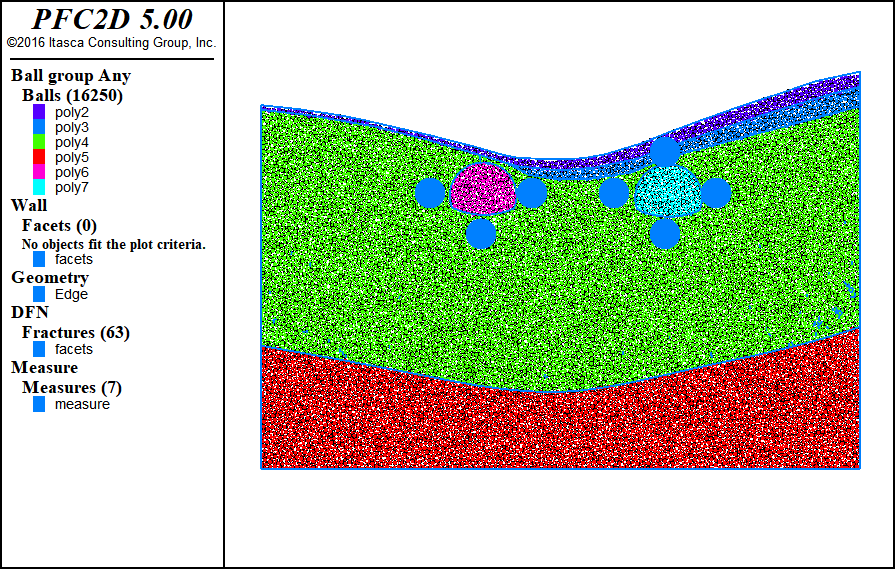 PFC2D 5.00
©2016 Itasca Consulting Group, Inc.
Ball group Any
Balls (16250)
poly2
poly3
poly4
poly5
poly6
poly7
Wall
Facets (0)
No objects fit the plot criteria.
facets
Geometry
Edge
DFN
Fractures (63)
facets
Measure
Measures (7)
measure